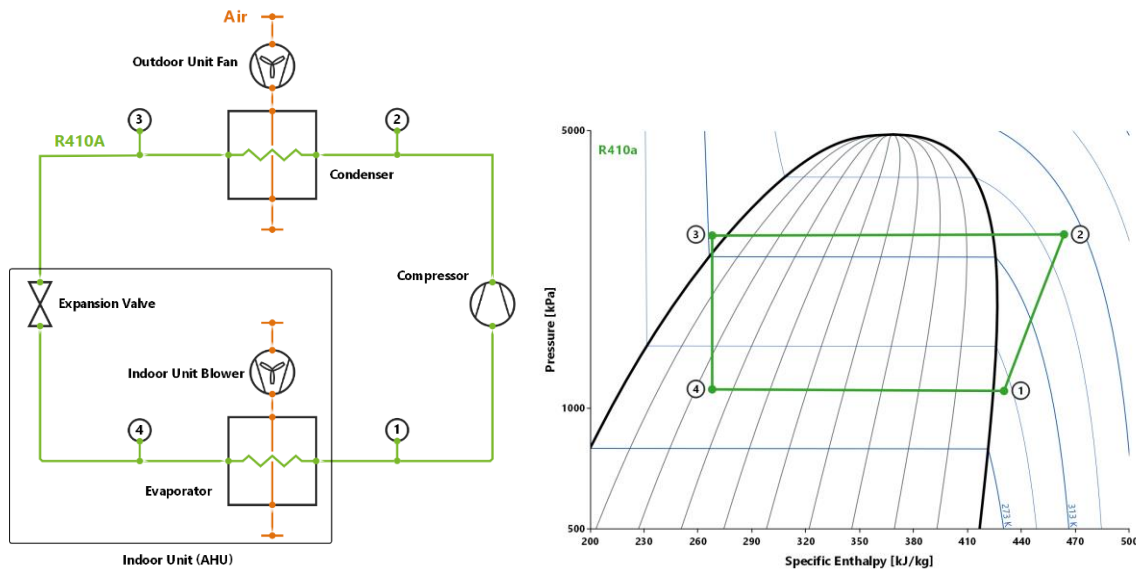 Air
Outdoor Unit Fan
3
2
R410A
Condenser
Compressor
Expansion Valve
Indoor Unit Blower
4
1
Evaporator
Indoor Unit (AHU)
5000
R410a
3
2
Pressure [kPa]
4
1
1000
273 K
313 K
500
200
230
260
290
320
350
380
410
440
470
500
Specific Enthalpy [kJ/kg]